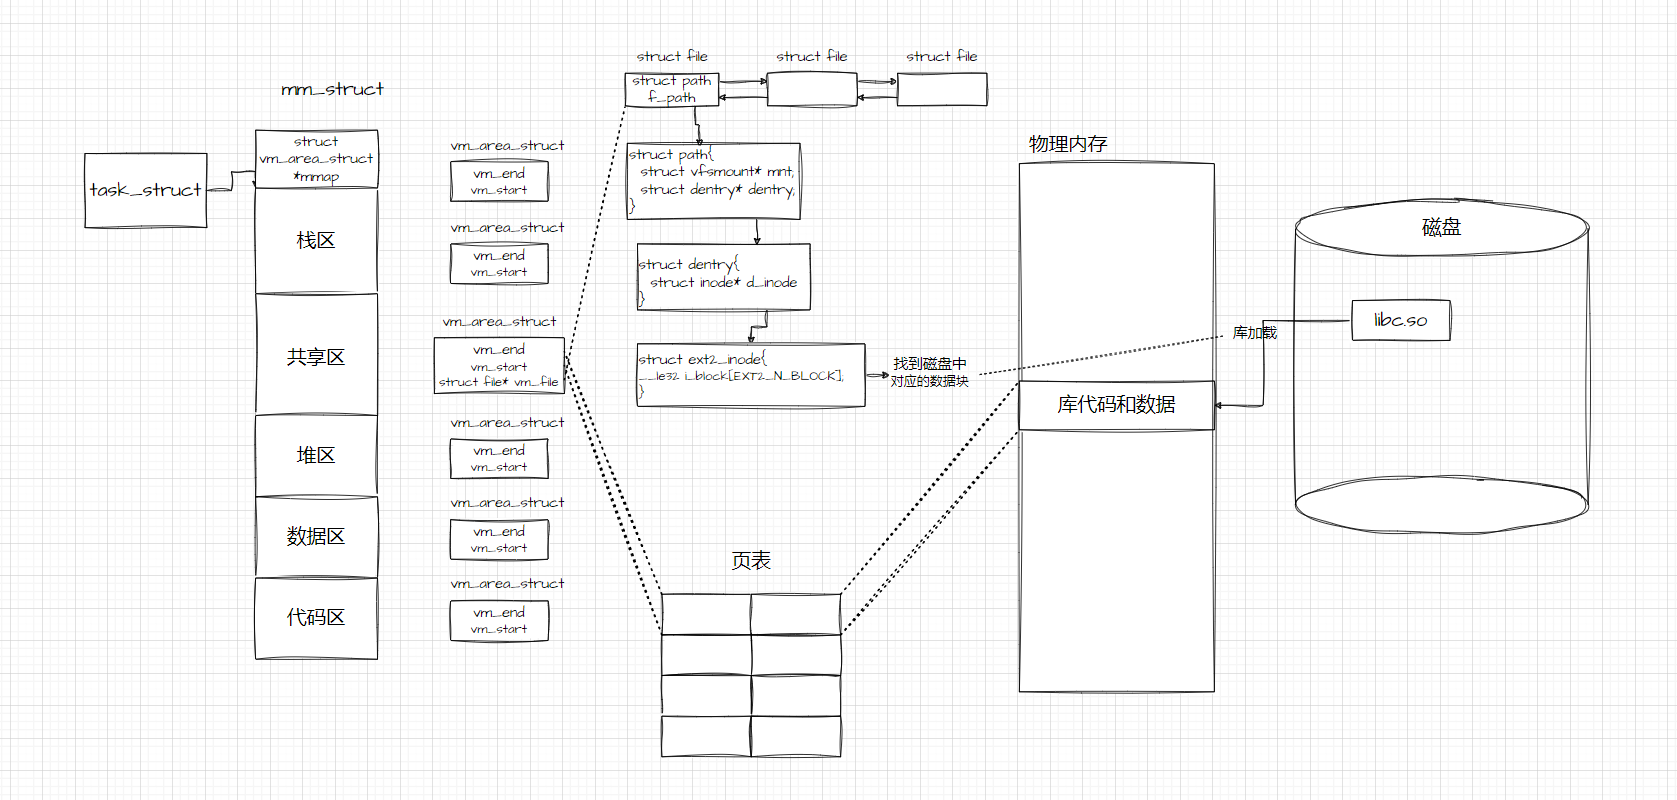 mm_struct
task_struct
struct
vm_area_struct
*mmap
栈区
共享区
堆区
数据区
代码区
vm_area_struct
vm_end
vm_start
vm_area_struct
vm_end
vm_start
vm_area_struct
vm_end
vm_start
struct file* vm_file
vm_area_struct
vm_end
vm_start
vm_area_struct
vm_end
vm_start
vm_area_struct
vm_end
vm_start
struct file
struct file
struct file
struct path
f_path
struct path{
struct vfsmount* mnt;
struct dentry* dentry;
}
struct dentry{
struct inode* d_inode
}
struct ext2_inode{
__le32 i_block[EXT2_N_BLOCK];
}
找到磁盘中
对应的数据块
页表
物理内存
库代码和数据
库加载
磁盘
libc.so